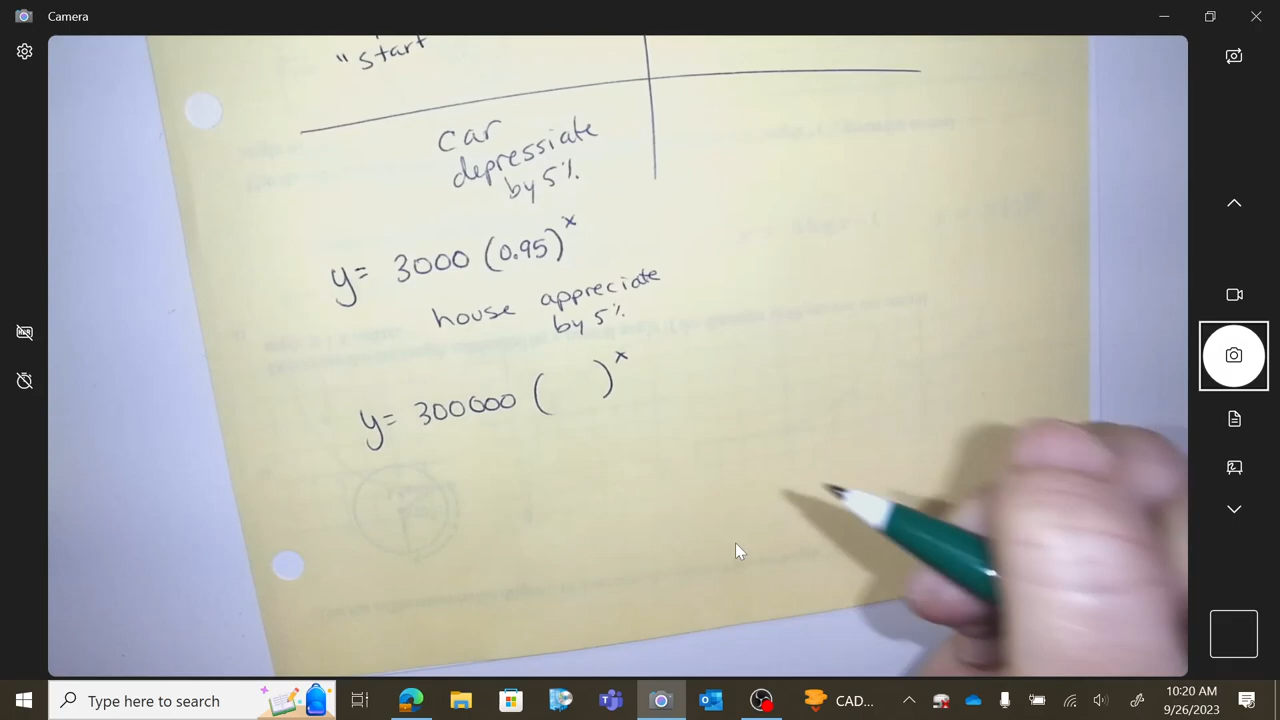 Camera
"start
car
depressiate
by 5%
y= 3000 (0.95)^x
house appreciate
by 5%
y= 300000 ( )^x
Type here to search
CAD...
10:20 AM
9/26/2023